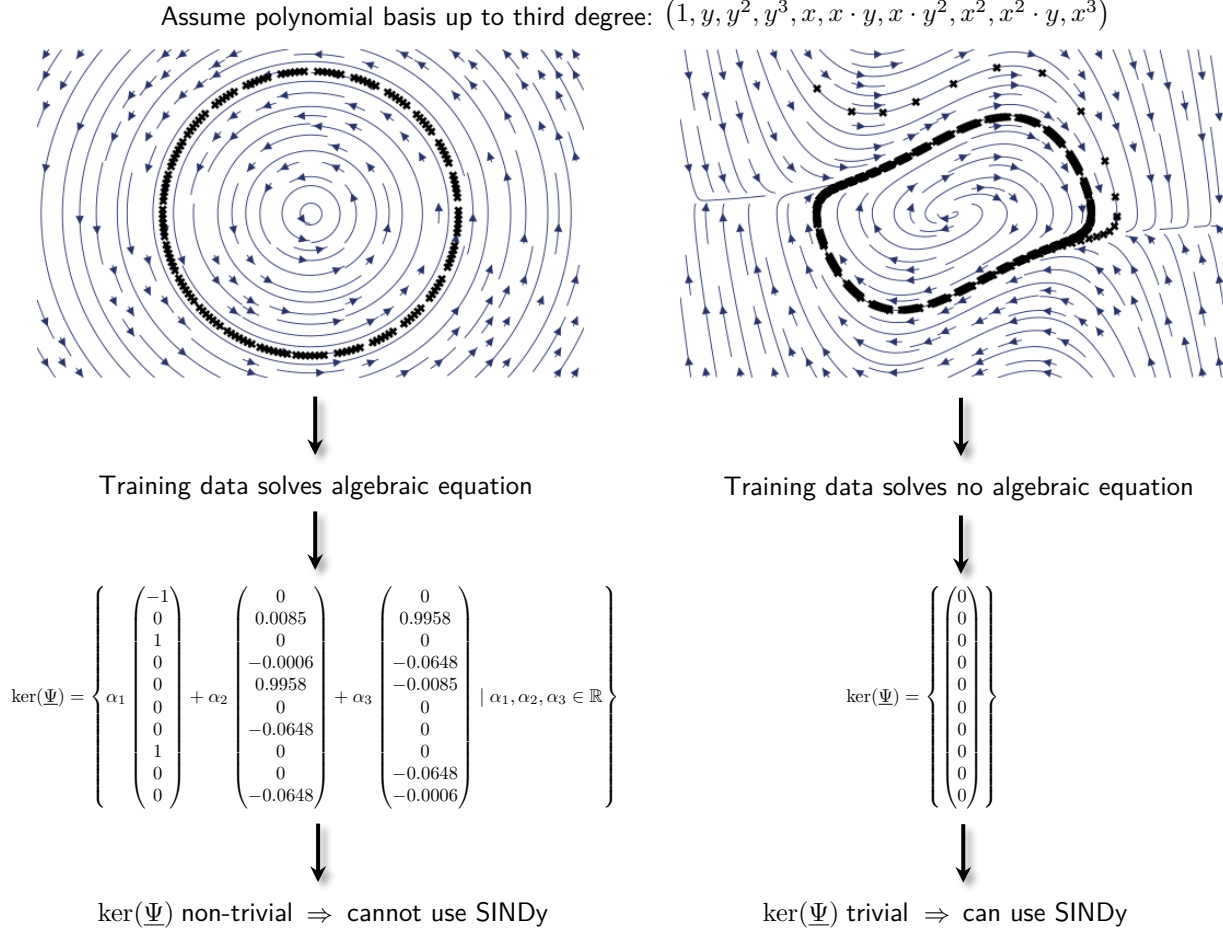 Assume polynomial basis up to third degree: (1, y, y², y³, x, x · y, x · y², x², x² · y, x³)
Training data solves algebraic equation
Training data solves no algebraic equation
ker(Ψ) = { α₁ (−1 0 1 0 0 0 0 1 0 0) + α₂ (0 0.0085 0 −0.0006 0.9958 0 −0.0648 0 0 −0.0648) + α₃ (0 0.9958 0 −0.0648 −0.0085 0 0 0 −0.0648 −0.0006) | α₁, α₂, α₃ ∈ ℝ }
ker(Ψ) = { (0 0 0 0 0 0 0 0 0 0) }
ker(Ψ) non-trivial ⇒ cannot use SINDy
ker(Ψ) trivial ⇒ can use SINDy